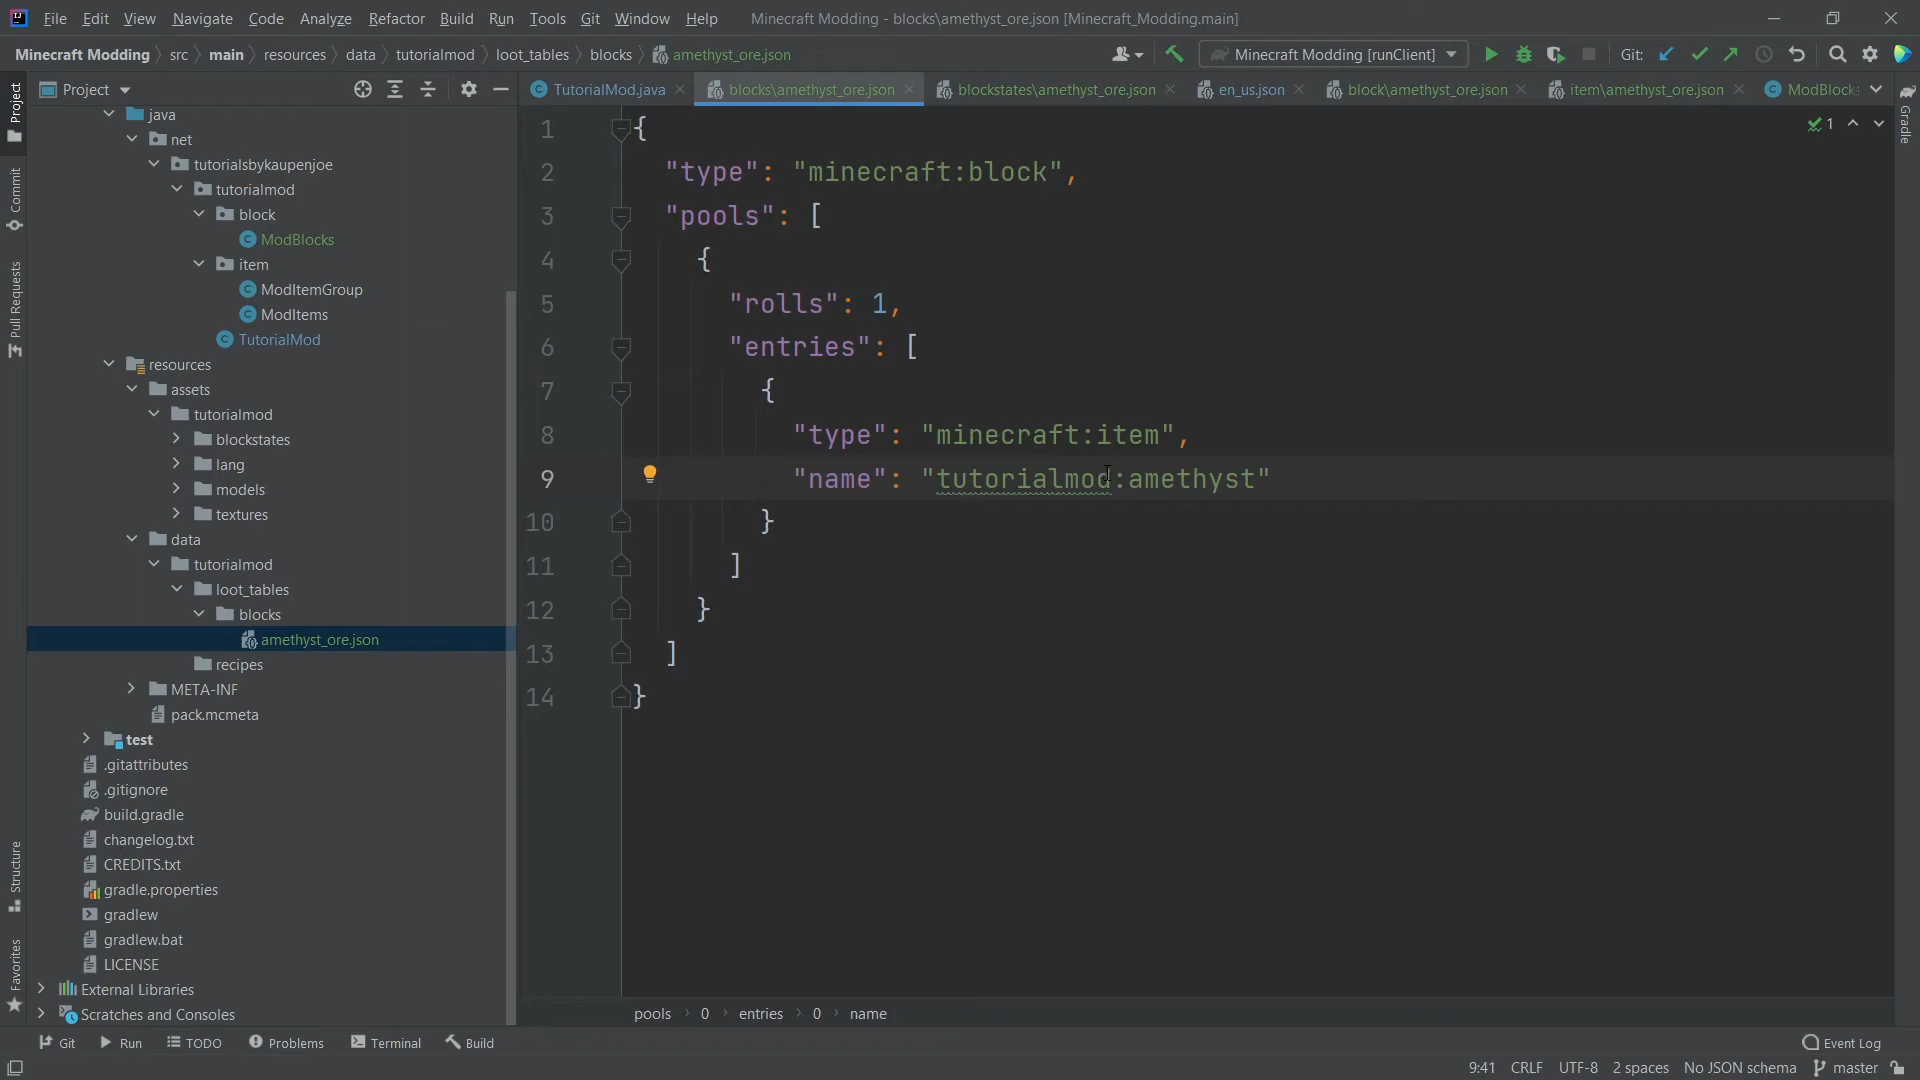 File Edit View Navigate Code Analyze Refactor Build Run Tools Git Window Help Minecraft Modding - blocks\amethyst_ore.json [Minecraft_Modding.main]
Minecraft Modding src main resources data tutorialmod loot_tables blocks amethyst_ore.json Minecraft Modding [runClient] Git:
Project
TutorialMod.java blocks\amethyst_ore.json blockstates\amethyst_ore.json en_us.json block\amethyst_ore.json item\amethyst_ore.json ModBlock
Project
Commit
Pull Requests
Structure
Favorites
java
net
tutorialsbykaupenjoe
tutorialmod
block
ModBlocks
item
ModItemGroup
ModItems
TutorialMod
resources
assets
tutorialmod
blockstates
lang
models
textures
data
tutorialmod
loot_tables
blocks
amethyst_ore.json
recipes
META-INF
pack.mcmeta
test
.gitattributes
.gitignore
build.gradle
changelog.txt
CREDITS.txt
gradle.properties
gradlew
gradlew.bat
LICENSE
External Libraries
Scratches and Consoles
1 {
2 "type": "minecraft:block",
3 "pools": [
4 {
5 "rolls": 1,
6 "entries": [
7 {
8 "type": "minecraft:item",
9 "name": "tutorialmod:amethyst"
10 }
11 ]
12 }
13 ]
14 }
1
Gradle
pools 0 entries 0 name
Git Run TODO Problems Terminal Build Event Log
9:41 CRLF UTF-8 2 spaces No JSON schema master